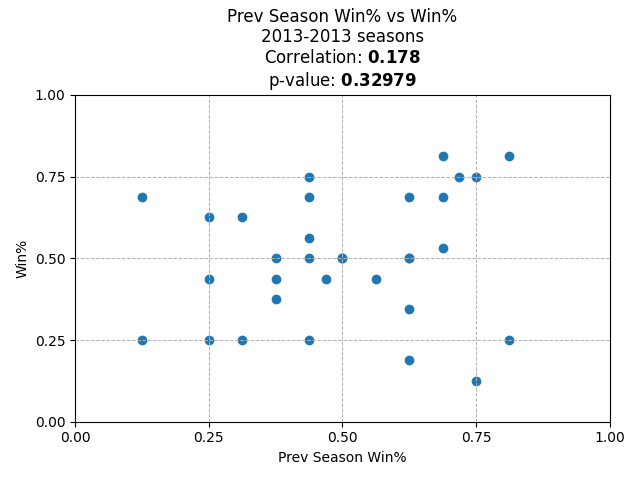 Prev Season Win% vs Win%
2013-2013 seasons
Correlation: 0.178
p-value: 0.32979
1.00
0.75
0.50
0.25
0.00
Win%
0.00 0.25 0.50 0.75 1.00
Prev Season Win%